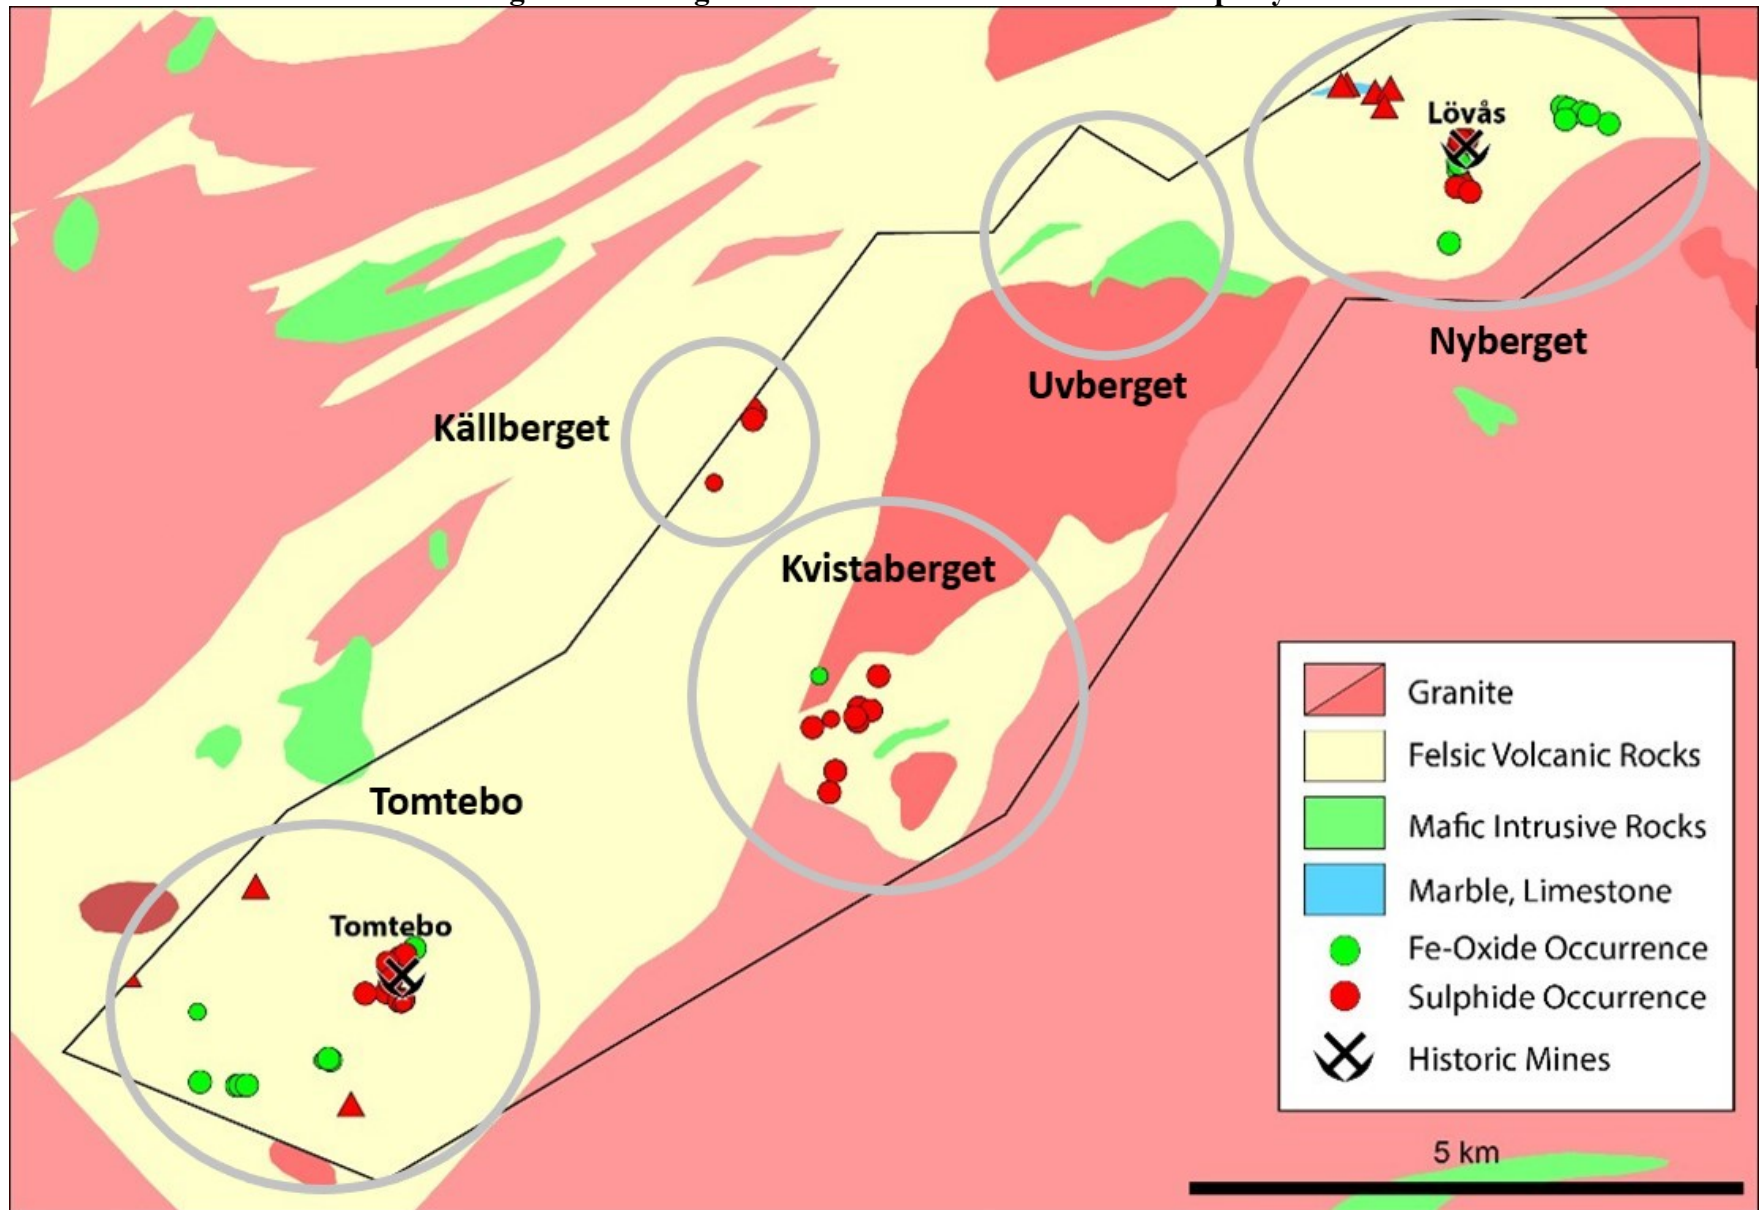 Lövås
Nyberget
Uvberget
Källberget
Kvistaberget
Tomtebo
Tomtebo
Granite
Felsic Volcanic Rocks
Mafic Intrusive Rocks
Marble, Limestone
Fe-Oxide Occurrence
Sulphide Occurrence
Historic Mines
5 km